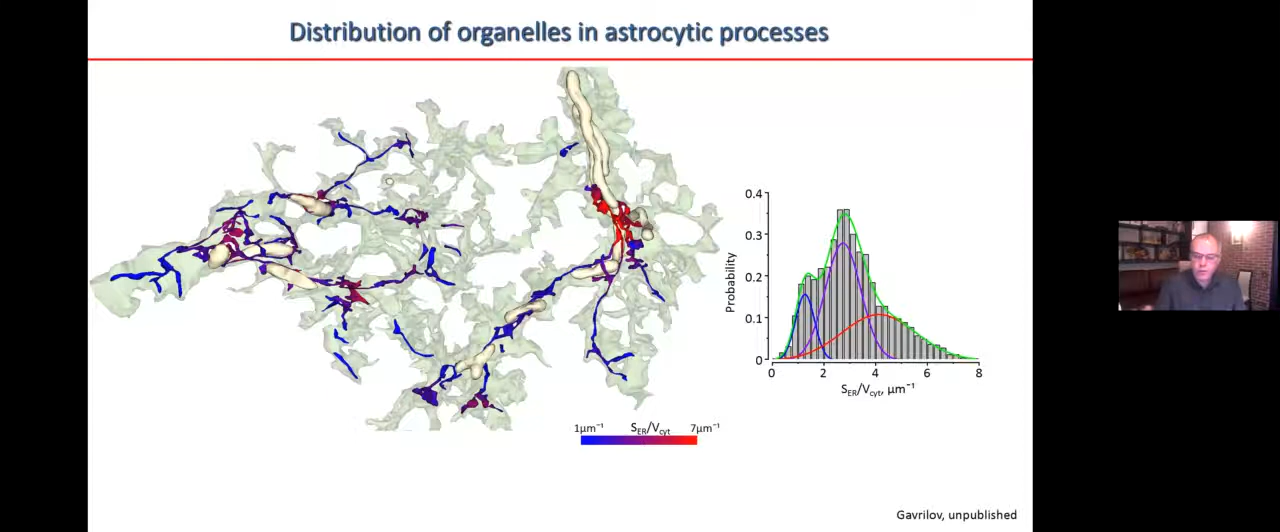 Distribution of organelles in astrocytic processes
0.4
0.3
0.2
0.1
0
Probability
0 2 4 6 8
S_ER/V_cyt, μm⁻¹
1μm⁻¹ S_ER/V_cyt 7μm⁻¹
Gavrilov, unpublished